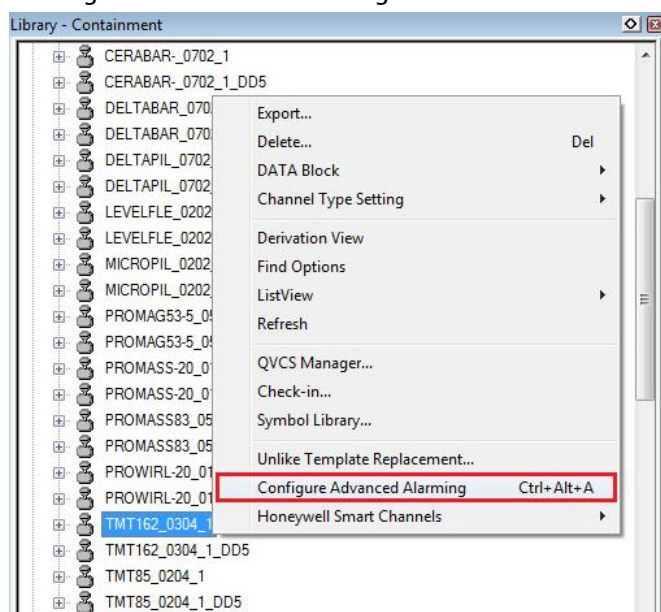 Library - Containment
CERABAR-_0702_1
CERABAR-_0702_1_DD5
DELTABAR_070
DELTABAR_070
DELTAPIL_0702
DELTAPIL_0702
LEVELFLE_0202
LEVELFLE_0202
MICROPIL_0202
MICROPIL_0202
PROMAG53-5_0
PROMAG53-5_0
PROMASS-20_0
PROMASS-20_0
PROMASS83_05
PROMASS83_05
PROWIRL-20_01
PROWIRL-20_01
TMT162_0304_1
TMT162_0304_1_DD5
TMT85_0204_1
TMT85_0204_1_DD5
Export...
Delete... Del
DATA Block
Channel Type Setting
Derivation View
Find Options
ListView
Refresh
QVCS Manager...
Check-in...
Symbol Library...
Unlike Template Replacement...
Configure Advanced Alarming Ctrl+Alt+A
Honeywell Smart Channels